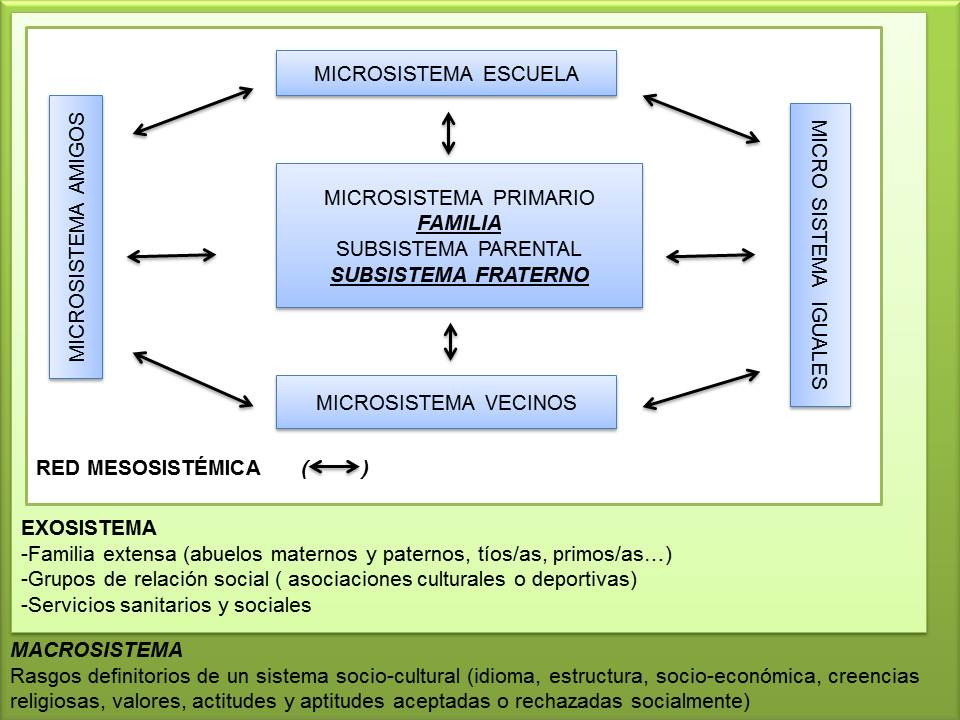 MICROSISTEMA ESCUELA
MICROSISTEMA AMIGOS
MICROSISTEMA PRIMARIO
FAMILIA
SUBSISTEMA PARENTAL
SUBSISTEMA FRATERNO
MICRO SISTEMA IGUALES
MICROSISTEMA VECINOS
RED MESOSISTÉMICA ( )
EXOSISTEMA
-Familia extensa (abuelos maternos y paternos, tíos/as, primos/as…)
-Grupos de relación social ( asociaciones culturales o deportivas)
-Servicios sanitarios y sociales
MACROSISTEMA
Rasgos definitorios de un sistema socio-cultural (idioma, estructura, socio-económica, creencias
religiosas, valores, actitudes y aptitudes aceptadas o rechazadas socialmente)